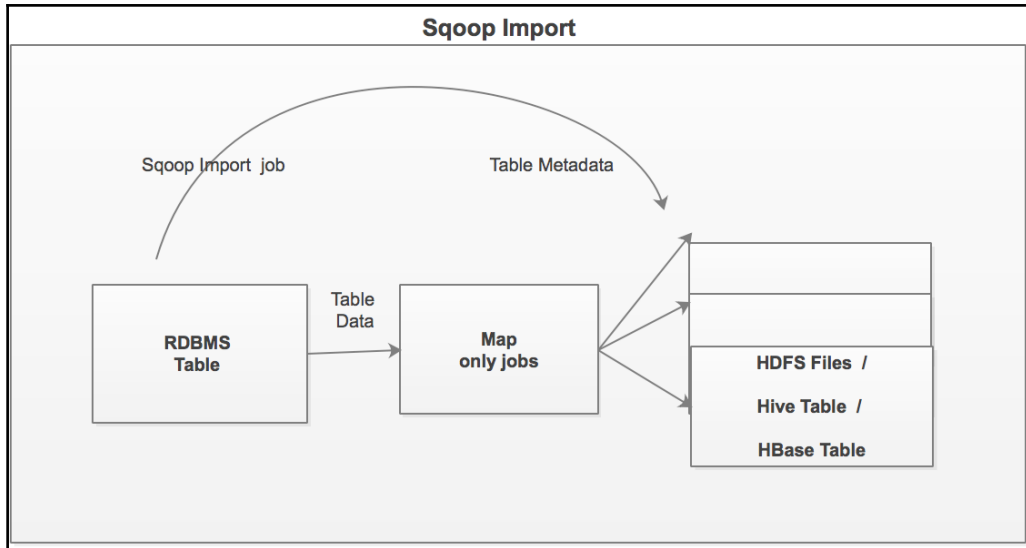 Sqoop Import
Sqoop Import job
Table Metadata
Table
Data
RDBMS
Table
Map
only jobs
HDFS Files /
Hive Table /
HBase Table